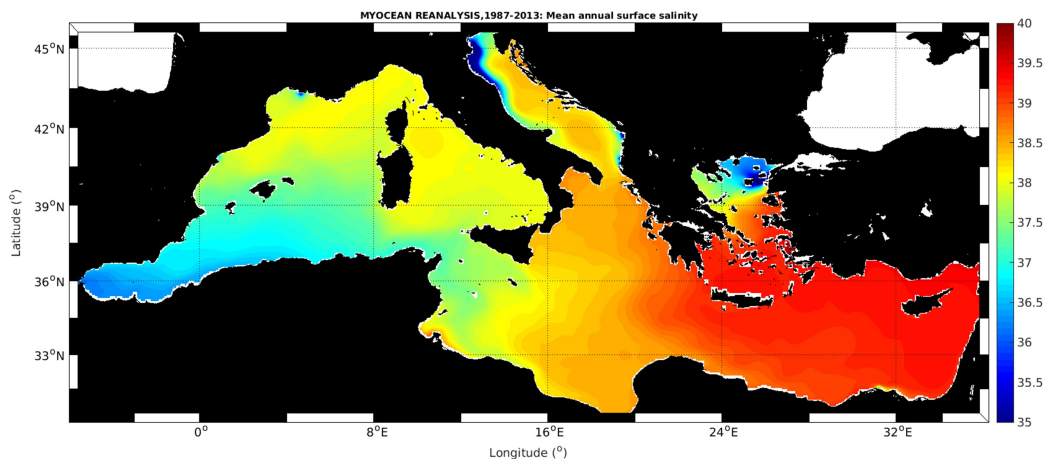 MYOCEAN REANALYSIS,1987-2013: Mean annual surface salinity
45°N
42°N
39°N
36°N
33°N
Latitude (°)
0°
8°E
16°E
24°E
32°E
Longitude (°)
40
39.5
39
38.5
38
37.5
37
36.5
36
35.5
35